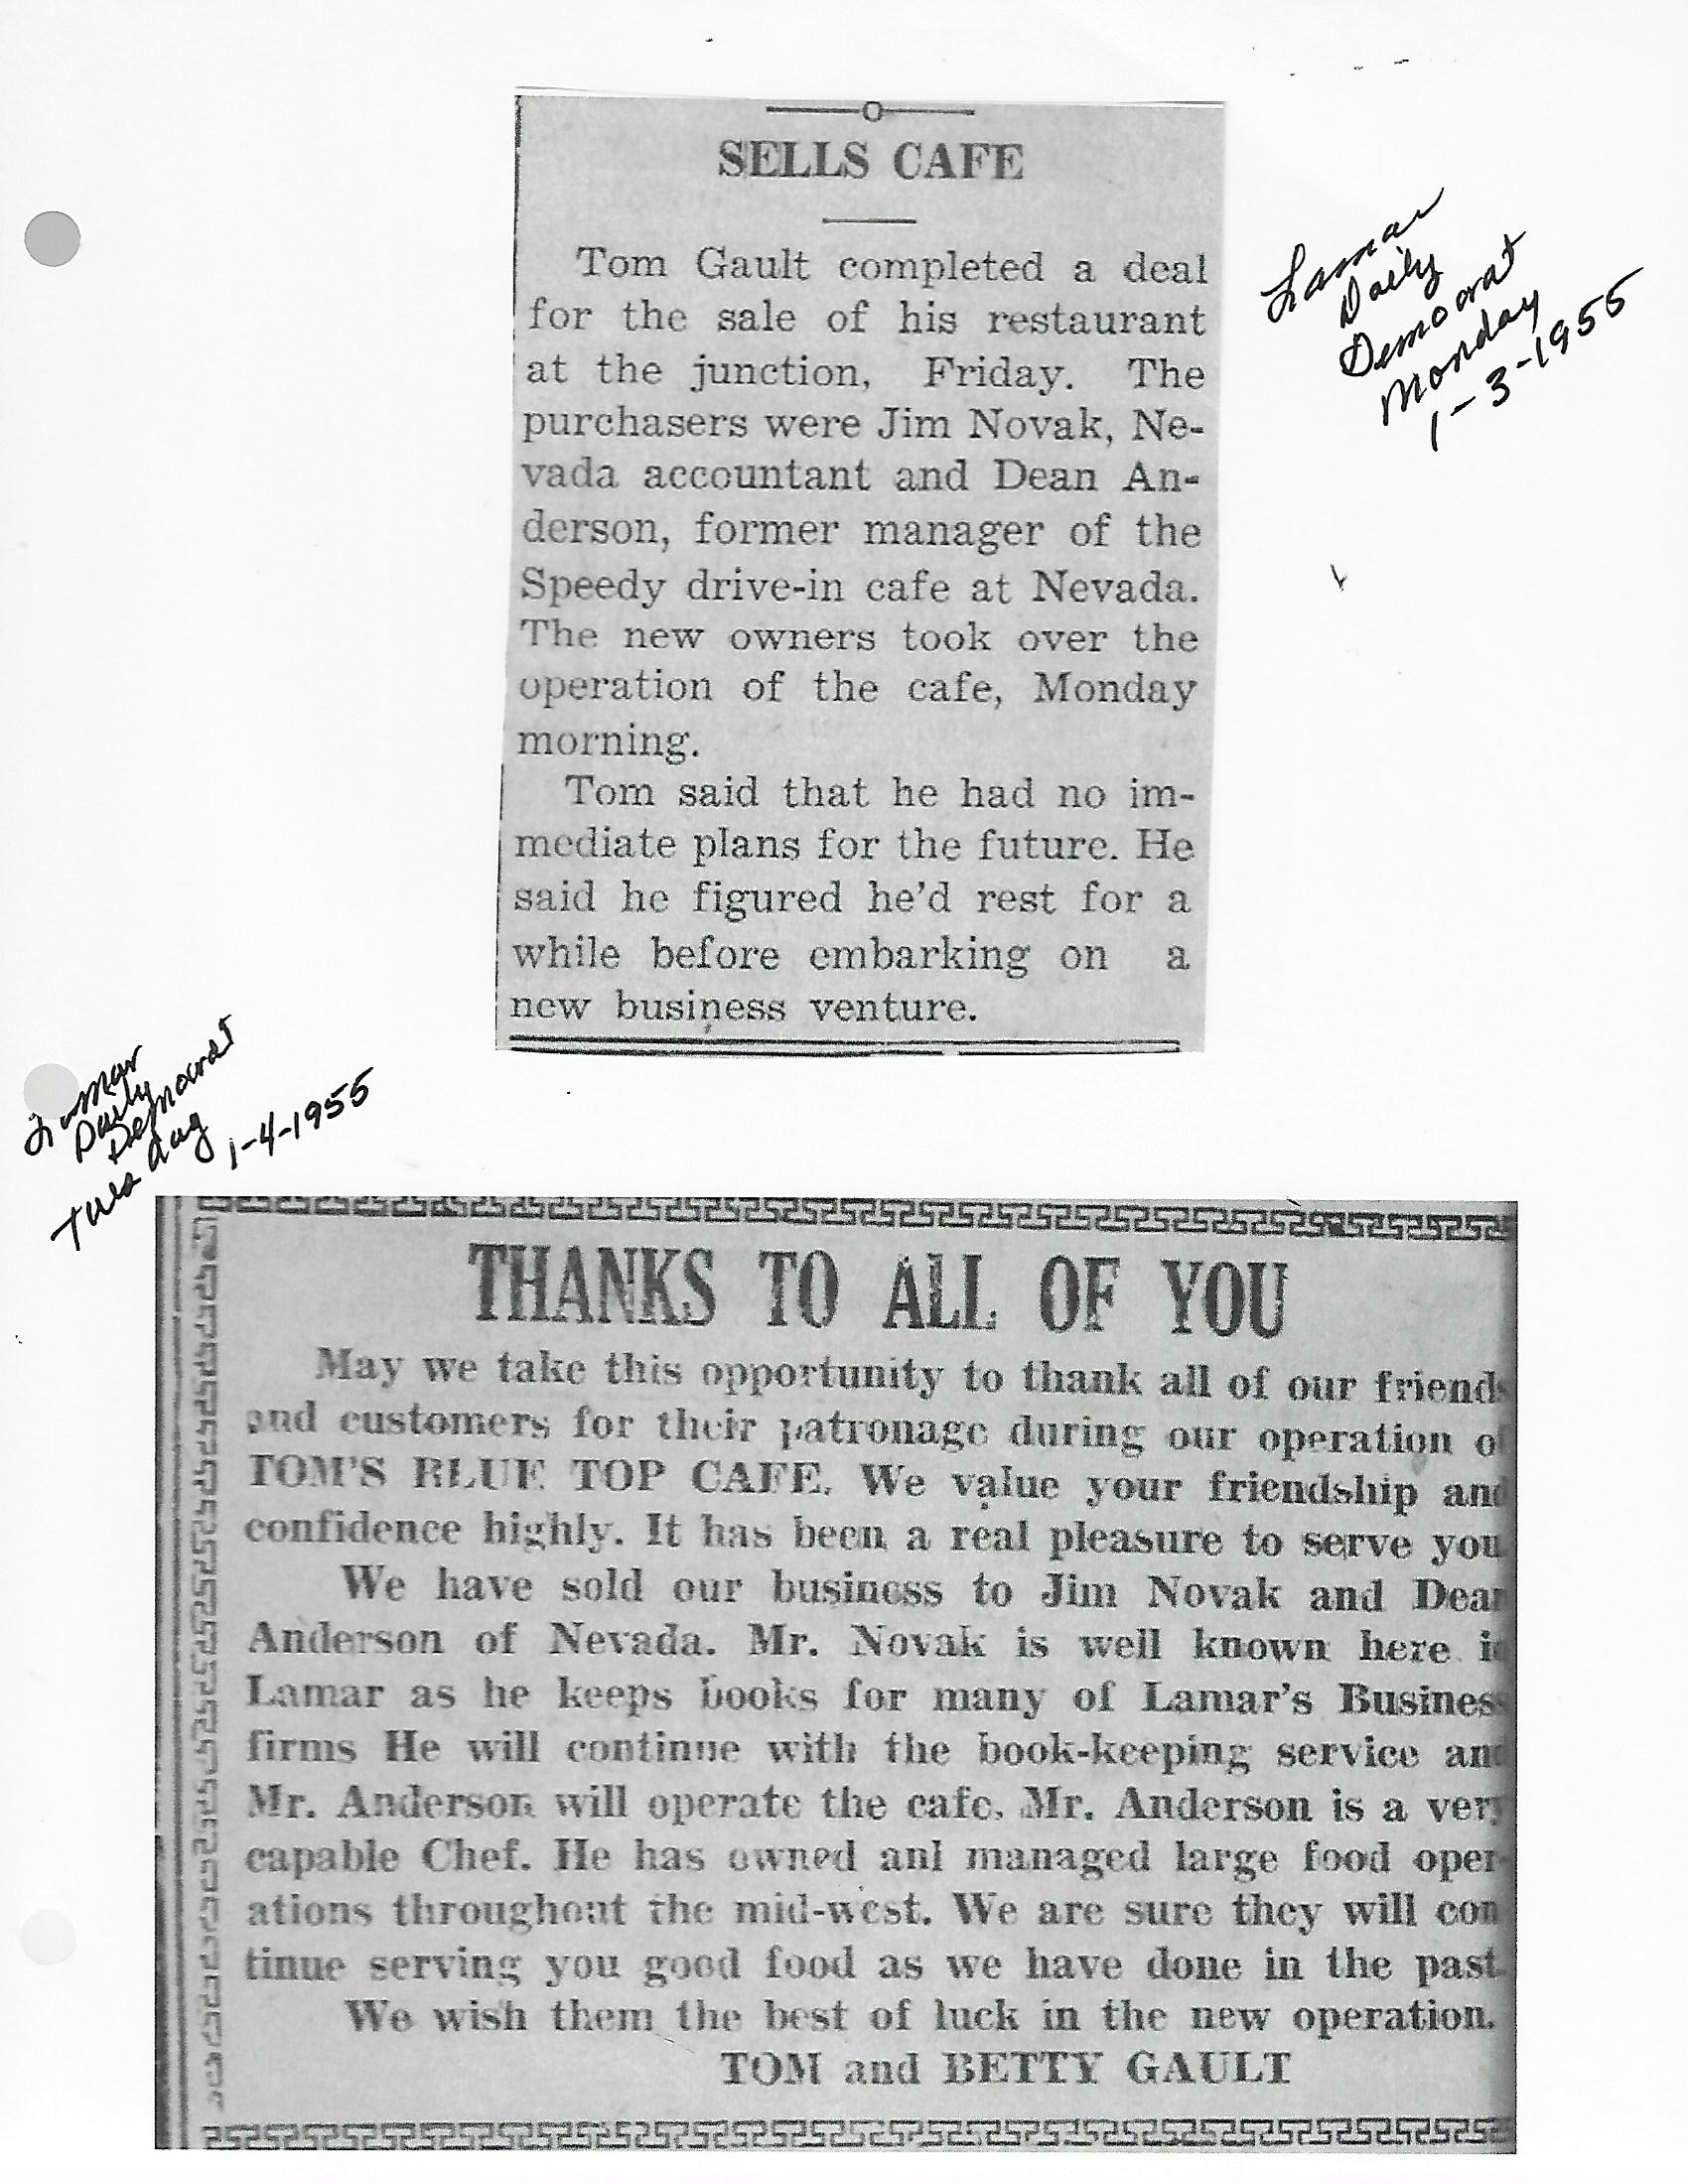 SELLS CAFE
Tom Gault completed a deal
for the sale of his restaurant
at the junction, Friday. The
purchasers were Jim Novak, Ne-
vada accountant and Dean An-
derson, former manager of the
Speedy drive-in cafe at Nevada.
The new owners took over the
operation of the cafe, Monday
morning.
Tom said that he had no im-
mediate plans for the future. He
said he figured he'd rest for a
while before embarking on a
new business venture.
Lamar
Daily
Democrat
Monday
1-3-1955
Lamar
Daily
Democrat
Tuesday
1-4-1955
THANKS TO ALL OF YOU
May we take this opportunity to thank all of our friends
and customers for their patronage during our operation of
TOM'S BLUE TOP CAFE. We value your friendship and
confidence highly. It has been a real pleasure to serve you
We have sold our business to Jim Novak and Dean
Anderson of Nevada. Mr. Novak is well known here i
Lamar as he keeps books for many of Lamar's Business
firms He will continue with the book-keeping service and
Mr. Anderson will operate the cafe. Mr. Anderson is a very
capable Chef. He has owned anl managed large food oper-
ations throughout the mid-west. We are sure they will con
tinue serving you good food as we have done in the past.
We wish them the best of luck in the new operation.
TOM and BETTY GAULT